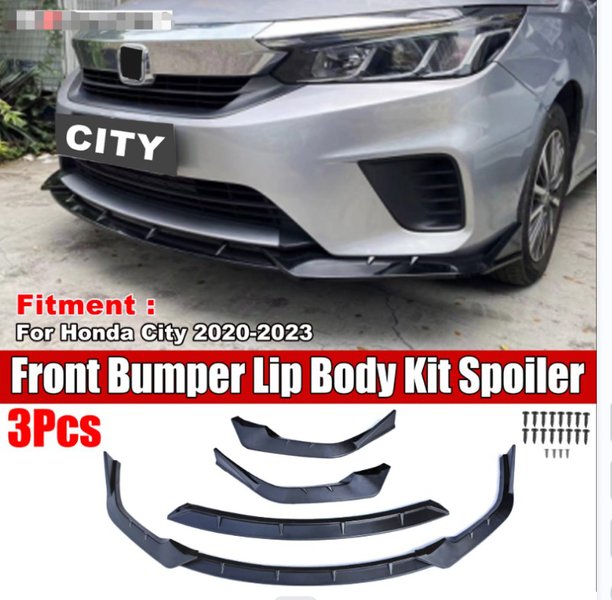 CITY
Fitment :
For Honda City 2020-2023
Front Bumper Lip Body Kit Spoiler
3Pcs